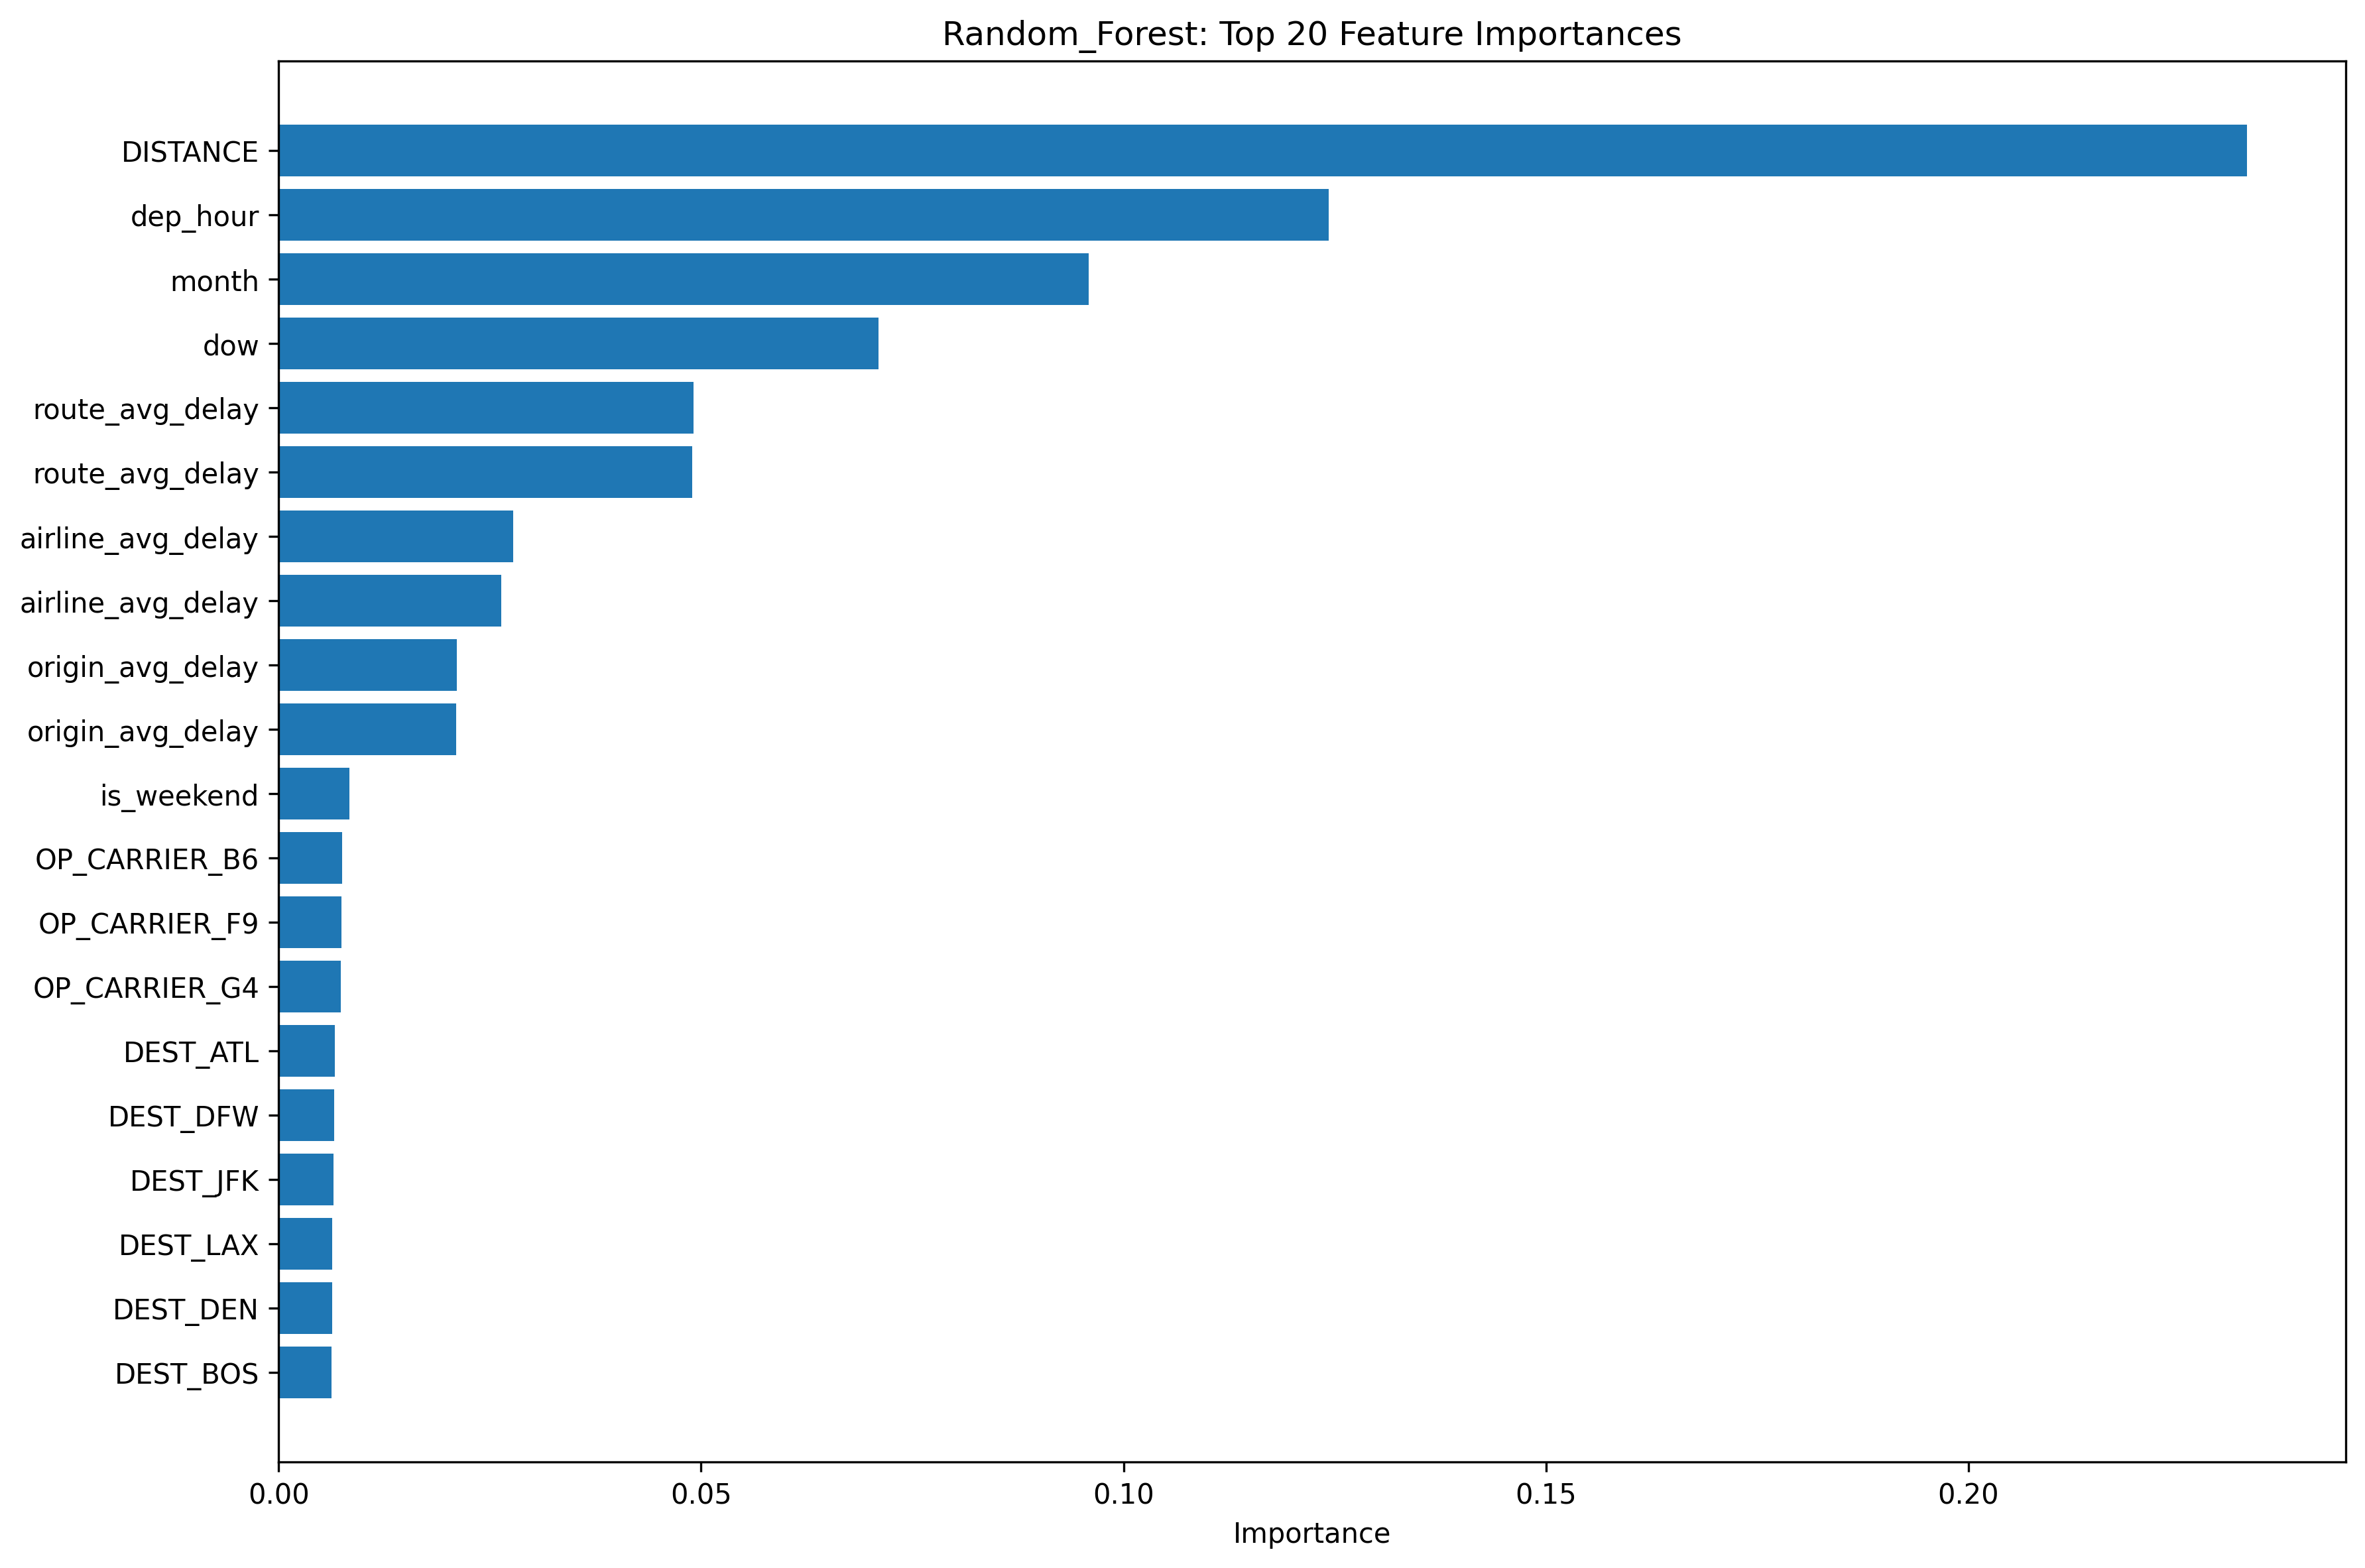 Random_Forest: Top 20 Feature Importances
DISTANCE
dep_hour
month
dow
route_avg_delay
route_avg_delay
airline_avg_delay
airline_avg_delay
origin_avg_delay
origin_avg_delay
is_weekend
OP_CARRIER_B6
OP_CARRIER_F9
OP_CARRIER_G4
DEST_ATL
DEST_DFW
DEST_JFK
DEST_LAX
DEST_DEN
DEST_BOS
0.00 0.05 0.10 0.15 0.20
Importance